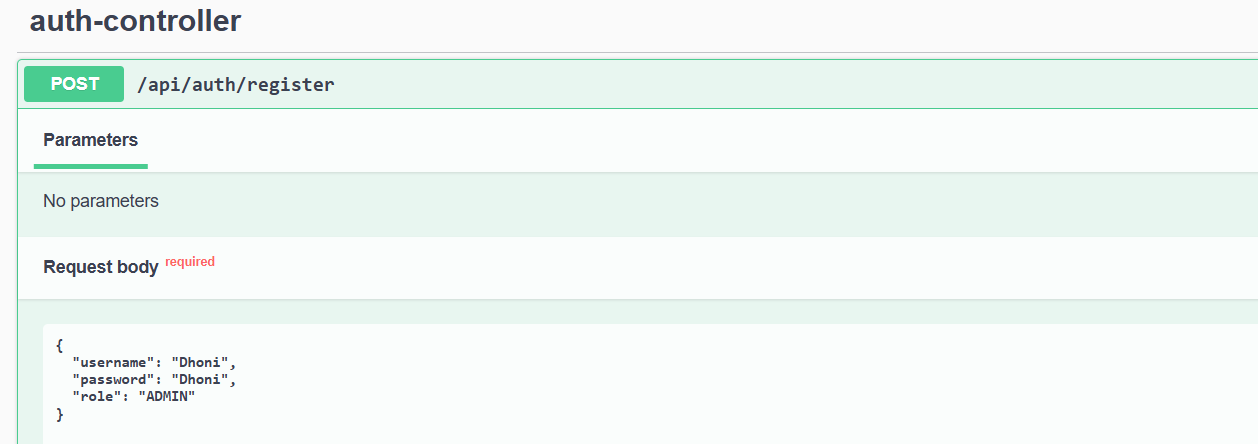 auth-controller
POST /api/auth/register
Parameters
No parameters
Request body required
{
  "username": "Dhoni",
  "password": "Dhoni",
  "role": "ADMIN"
}